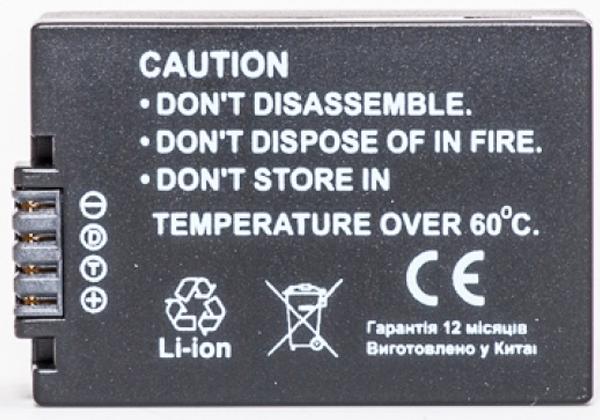 CAUTION
• DON'T DISASSEMBLE.
• DON'T DISPOSE OF IN FIRE.
• DON'T STORE IN
TEMPERATURE OVER 60°C.
⊖
D
T
⊕
CE
Li-ion
Гарантія 12 місяців
Виготовлено у Китаї